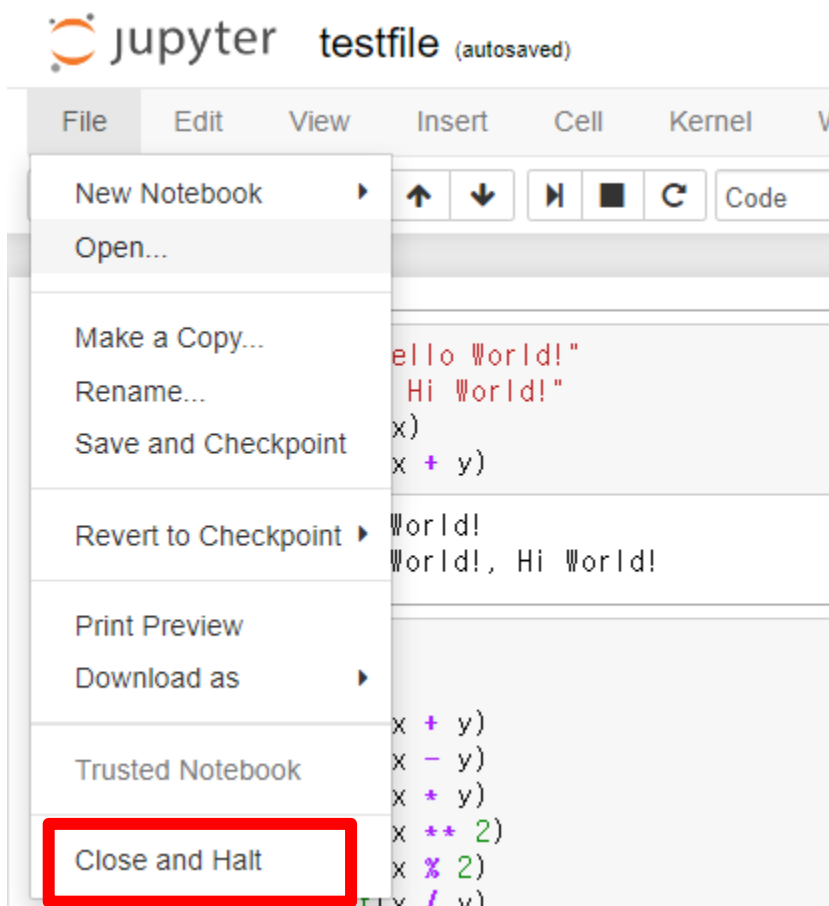 jupyter testfile (autosaved)
File Edit View Insert Cell Kernel
New Notebook
Code
Open...
Make a Copy...
ello World!"
Rename...
Hi World!"
x)
Save and Checkpoint
x + y)
Revert to Checkpoint
World!
World!, Hi World!
Print Preview
Download as
x + y)
x - y)
Trusted Notebook
x * y)
x ** 2)
Close and Halt
x % 2)
(x / y)